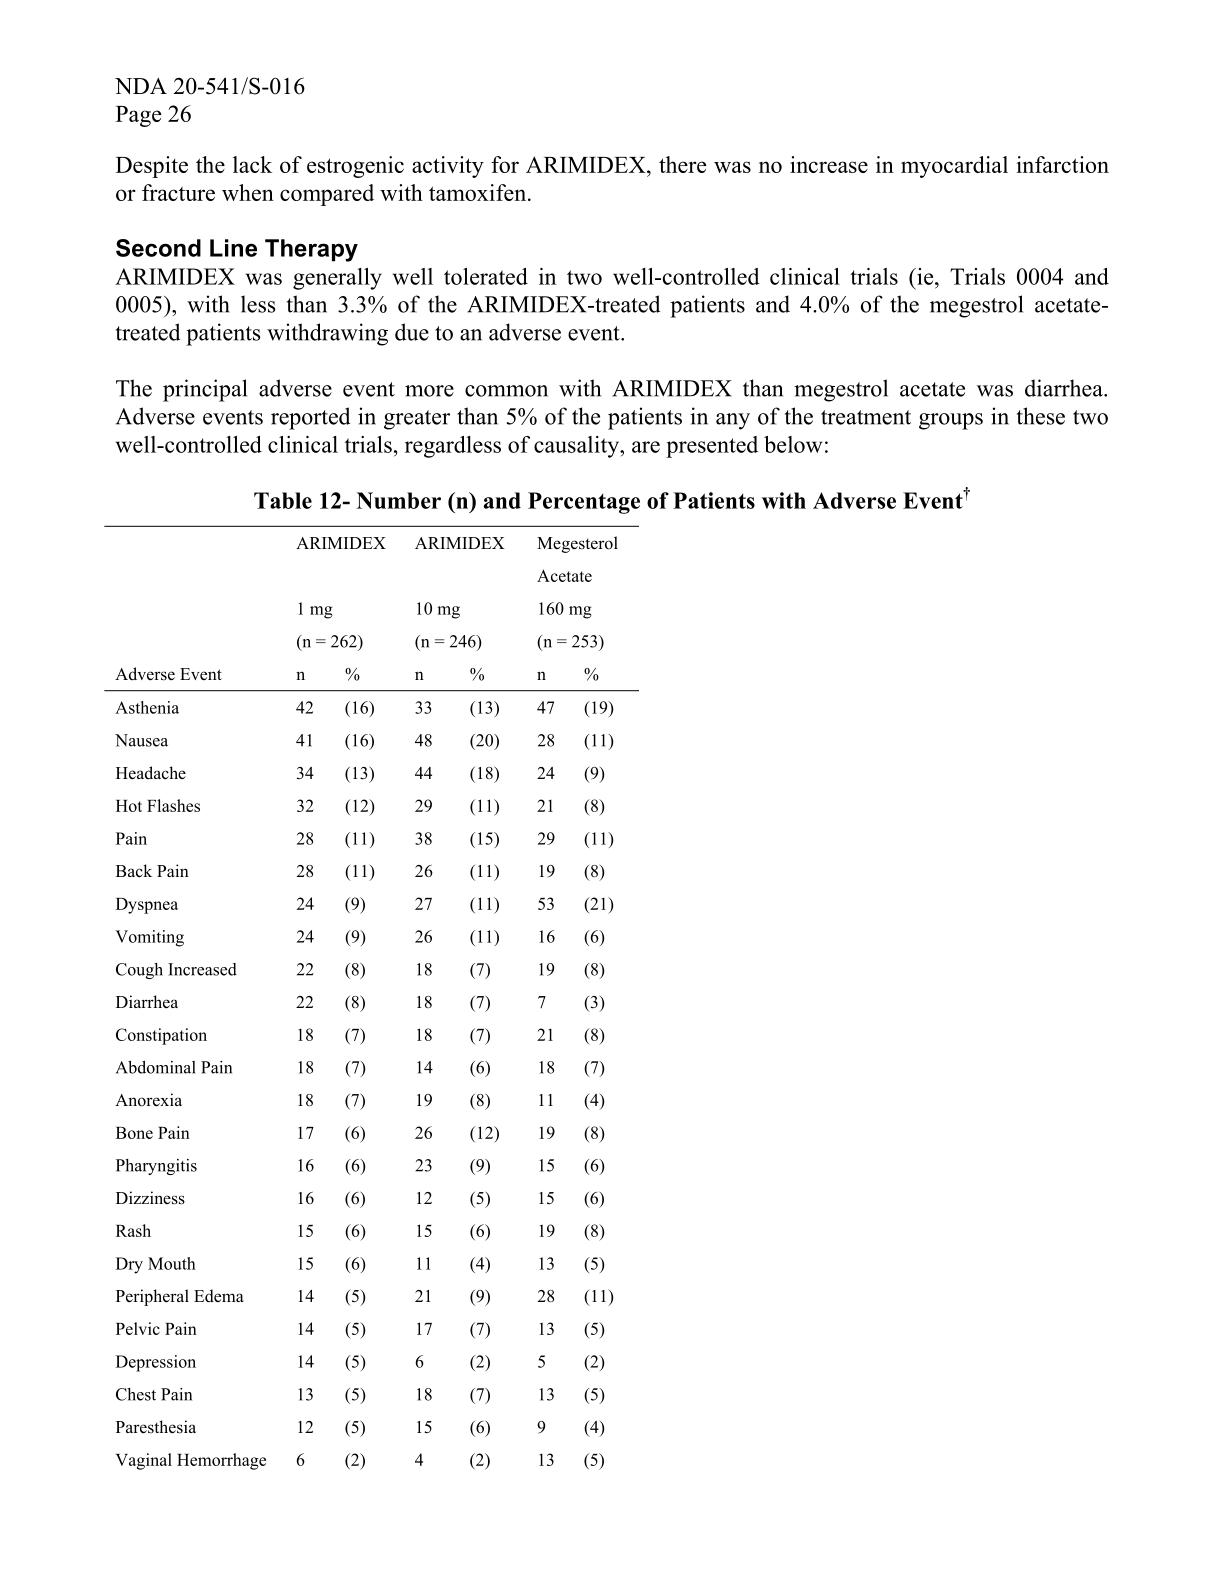 NDA 20-541/S-016
Page 26
Despite the lack of estrogenic activity for ARIMIDEX, there was no increase in myocardial infarction
or fracture when compared with tamoxifen.
Second Line Therapy
ARIMIDEX was generally well tolerated in two well-controlled clinical trials (ie, Trials 0004 and
0005), with less than 3.3% of the ARIMIDEX-treated patients and 4.0% of the megestrol acetate-
treated patients withdrawing due to an adverse event.
The principal adverse event more common with ARIMIDEX than megestrol acetate was diarrhea.
Adverse events reported in greater than 5% of the patients in any of the treatment groups in these two
well-controlled clinical trials, regardless of causality, are presented below:
Table 12- Number (n) and Percentage of Patients with Adverse Event†
ARIMIDEX ARIMIDEX Megesterol
Acetate
1 mg 10 mg 160 mg
(n = 262) (n = 246) (n = 253)
Adverse Event n % n % n %
Asthenia 42 (16) 33 (13) 47 (19)
Nausea 41 (16) 48 (20) 28 (11)
Headache 34 (13) 44 (18) 24 (9)
Hot Flashes 32 (12) 29 (11) 21 (8)
Pain 28 (11) 38 (15) 29 (11)
Back Pain 28 (11) 26 (11) 19 (8)
Dyspnea 24 (9) 27 (11) 53 (21)
Vomiting 24 (9) 26 (11) 16 (6)
Cough Increased 22 (8) 18 (7) 19 (8)
Diarrhea 22 (8) 18 (7) 7 (3)
Constipation 18 (7) 18 (7) 21 (8)
Abdominal Pain 18 (7) 14 (6) 18 (7)
Anorexia 18 (7) 19 (8) 11 (4)
Bone Pain 17 (6) 26 (12) 19 (8)
Pharyngitis 16 (6) 23 (9) 15 (6)
Dizziness 16 (6) 12 (5) 15 (6)
Rash 15 (6) 15 (6) 19 (8)
Dry Mouth 15 (6) 11 (4) 13 (5)
Peripheral Edema 14 (5) 21 (9) 28 (11)
Pelvic Pain 14 (5) 17 (7) 13 (5)
Depression 14 (5) 6 (2) 5 (2)
Chest Pain 13 (5) 18 (7) 13 (5)
Paresthesia 12 (5) 15 (6) 9 (4)
Vaginal Hemorrhage 6 (2) 4 (2) 13 (5)